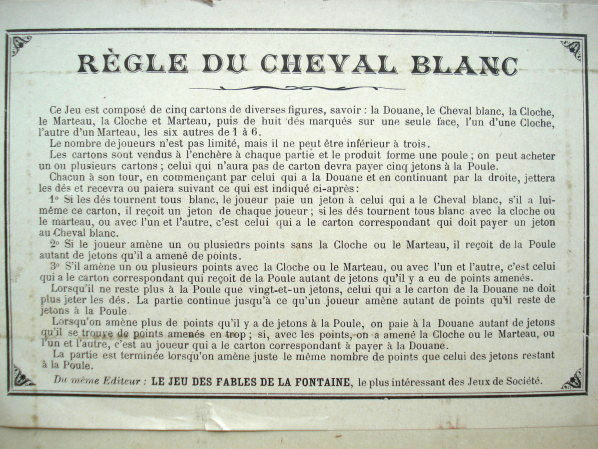 RÈGLE DU CHEVAL BLANC
Ce Jeu est composé de cinq cartons de diverses figures, savoir : la Douane, le Cheval blanc, la Cloche,
le Marteau, la Cloche et Marteau, puis de huit dés marqués sur une seule face, l'un d'une Cloche,
l'autre d'un Marteau, les six autres de 1 à 6.
Le nombre de joueurs n'est pas limité, mais il ne peut être inférieur à trois.
Les cartons sont vendus à l'enchère à chaque partie et le produit forme une poule ; on peut acheter
un ou plusieurs cartons ; celui qui n'aura pas de carton devra payer cinq jetons à la Poule.
Chacun à son tour, en commençant par celui qui a la Douane et en continuant par la droite, jettera
les dés et recevra ou paiera suivant ce qui est indiqué ci-après :
1º Si les dés tournent tous blanc, le joueur paie un jeton à celui qui a le Cheval blanc, s'il a lui-
même ce carton, il reçoit un jeton de chaque joueur ; si les dés tournent tous blanc avec la cloche ou
le marteau, ou avec l'un et l'autre, c'est celui qui a le carton correspondant qui doit payer un jeton
au Cheval blanc.
2º Si le joueur amène un ou plusieurs points sans la Cloche ou le Marteau, il reçoit de la Poule
autant de jetons qu'il a amené de points.
3º S'il amène un ou plusieurs points avec la Cloche ou le Marteau, ou avec l'un et l'autre, c'est celui
qui a le carton correspondant qui reçoit de la Poule autant de jetons qu'il y a eu de points amenés.
Lorsqu'il ne reste plus à la Poule que vingt-et-un jetons, celui qui a le carton de la Douane ne doit
plus jeter les dés. La partie continue jusqu'à ce qu'un joueur amène autant de points qu'il reste de
jetons à la Poule.
Lorsqu'on amène plus de points qu'il y a de jetons à la Poule, on paie à la Douane autant de jetons
qu'il se trouve de points amenés en trop ; si, avec les points, on a amené la Cloche ou le Marteau, ou
l'un et l'autre, c'est au joueur qui a le carton correspondant à payer à la Douane.
La partie est terminée lorsqu'on amène juste le même nombre de points que celui des jetons restant
à la Poule.
Du même Editeur : LE JEU DES FABLES DE LA FONTAINE, le plus intéressant des Jeux de Société.